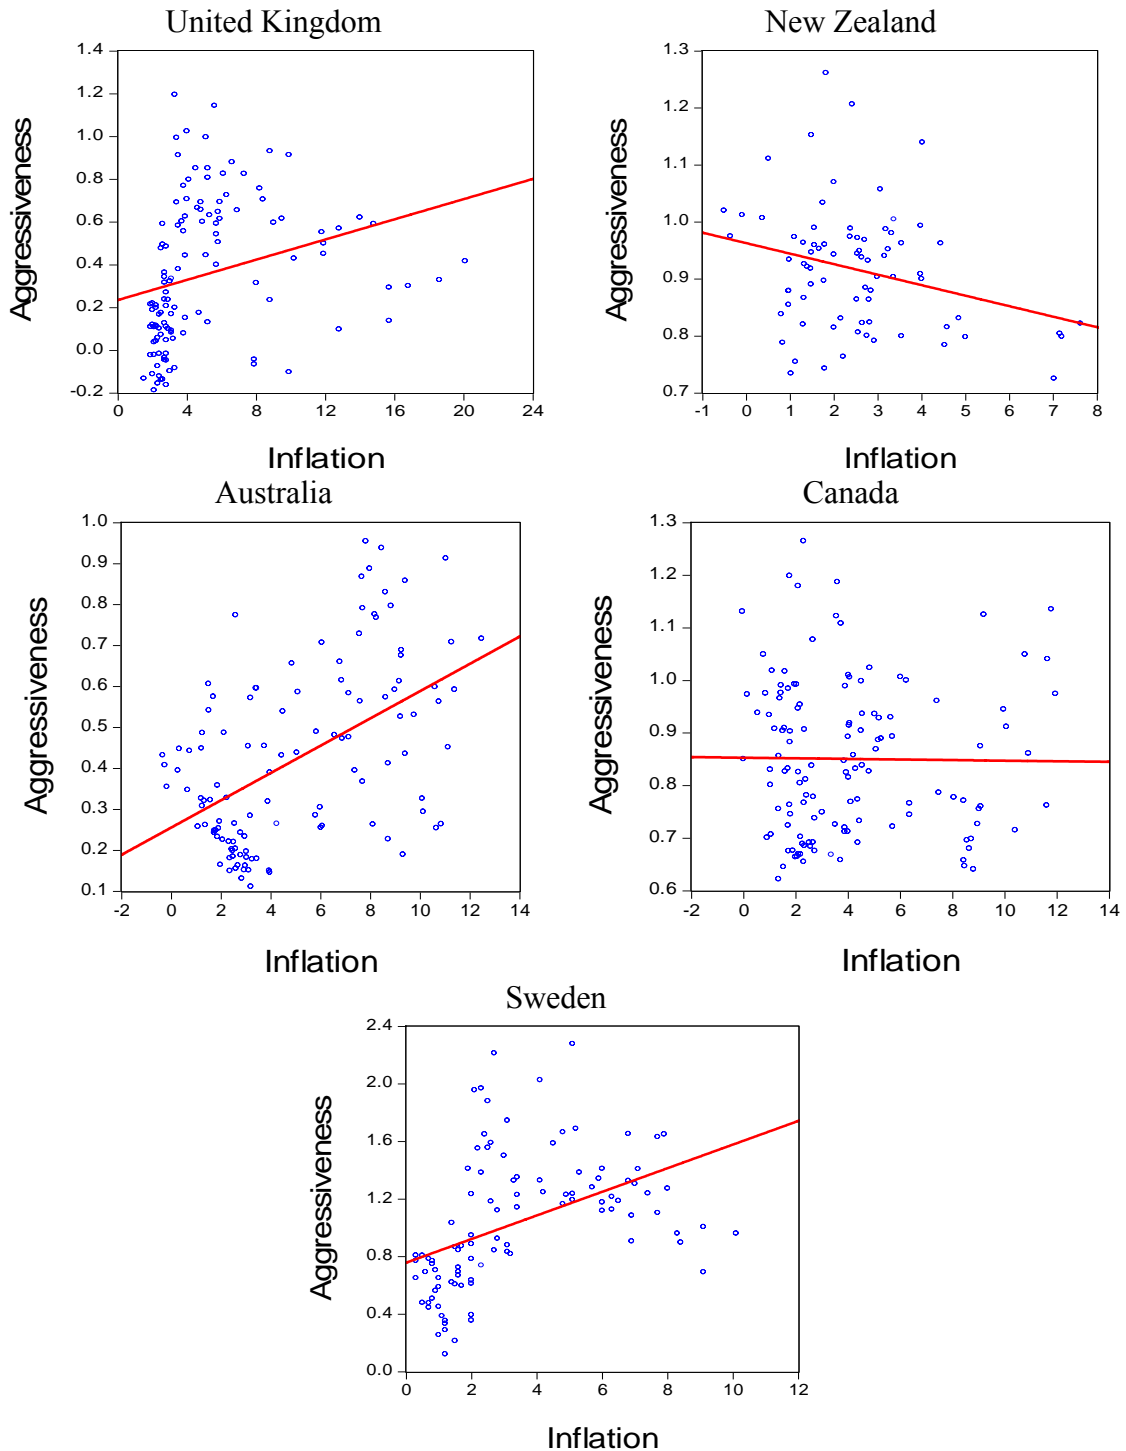 United Kingdom
Aggressiveness
1.4
1.2
1.0
0.8
0.6
0.4
0.2
0.0
-0.2
0 4 8 12 16 20 24
Inflation
New Zealand
Aggressiveness
1.3
1.2
1.1
1.0
0.9
0.8
0.7
-1 0 1 2 3 4 5 6 7 8
Inflation
Australia
Aggressiveness
1.0
0.9
0.8
0.7
0.6
0.5
0.4
0.3
0.2
0.1
-2 0 2 4 6 8 10 12 14
Inflation
Canada
Aggressiveness
1.3
1.2
1.1
1.0
0.9
0.8
0.7
0.6
-2 0 2 4 6 8 10 12 14
Inflation
Sweden
Aggressiveness
2.4
2.0
1.6
1.2
0.8
0.4
0.0
0 2 4 6 8 10 12
Inflation